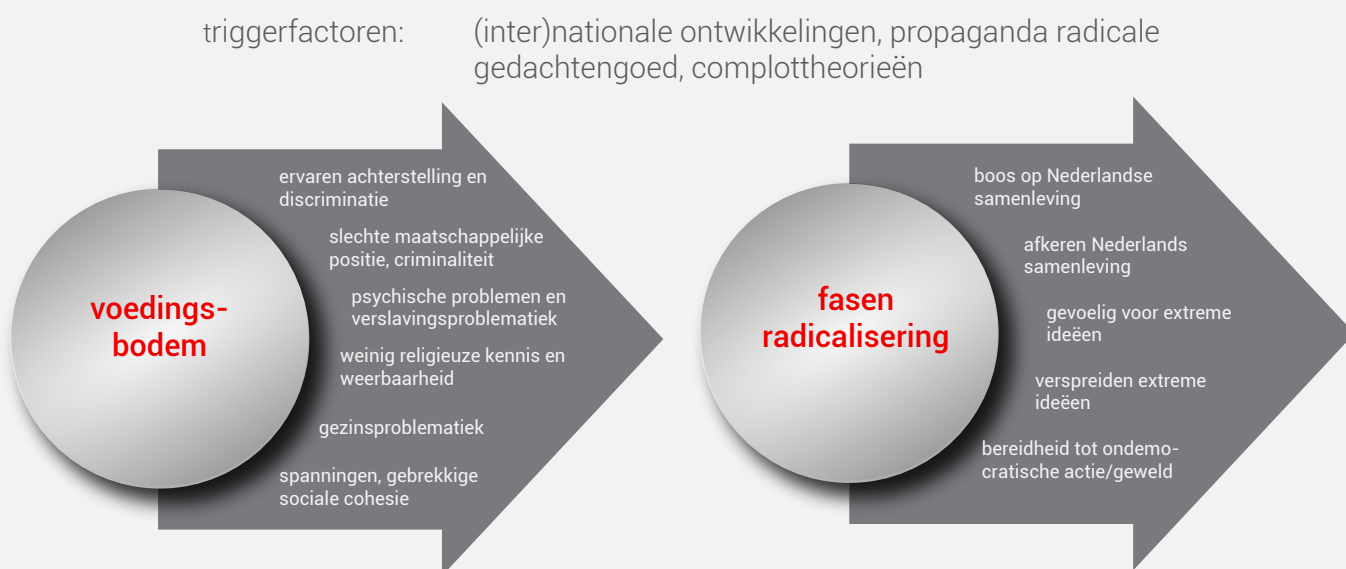 triggerfactoren: (inter)nationale ontwikkelingen, propaganda radicale
gedachtengoed, complottheorieën
voedings-
bodem
ervaren achterstelling en
discriminatie
slechte maatschappelijke
positie, criminaliteit
psychische problemen en
verslavingsproblematiek
weinig religieuze kennis en
weerbaarheid
gezinsproblematiek
spanningen, gebrekkige
sociale cohesie
fasen
radicalisering
boos op Nederlandse
samenleving
afkeren Nederlands
samenleving
gevoelig voor extreme
ideëen
verspreiden extreme
ideëen
bereidheid tot ondemo-
cratische actie/geweld